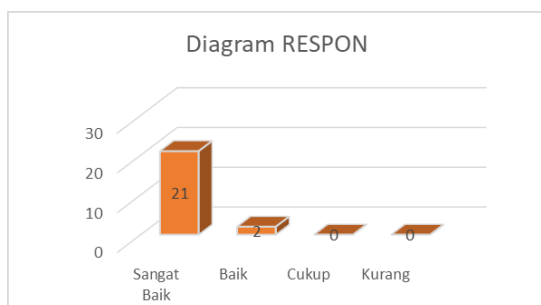 Diagram RESPON
30
20
10
0
21
2
0
0
Sangat
Baik
Baik
Cukup
Kurang